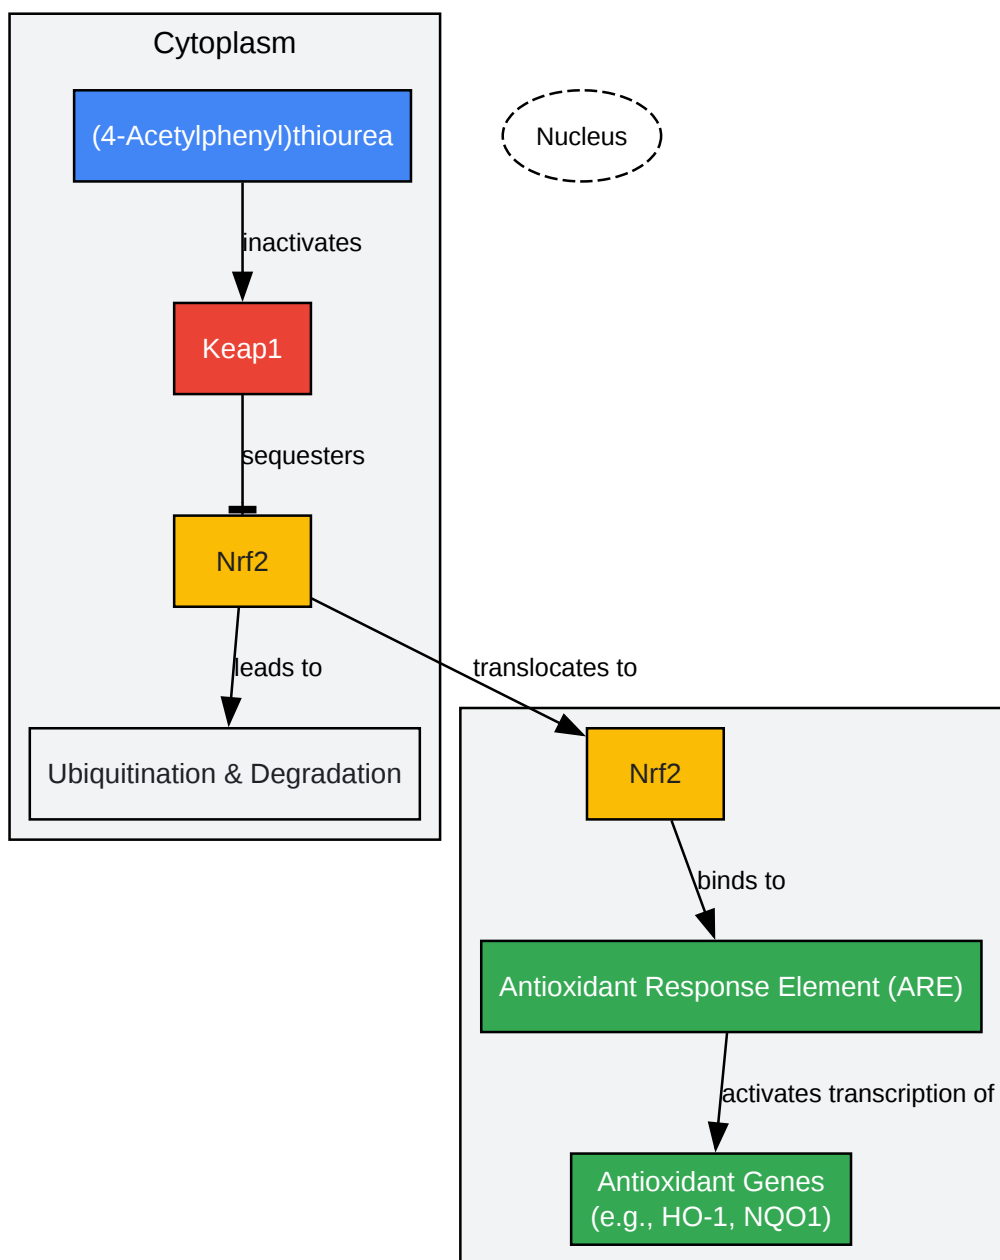 Cytoplasm
(4-Acetylphenyl)thiourea
Nucleus
inactivates
Keap1
sequesters
Nrf2
leads to
translocates to
Ubiquitination & Degradation
Nrf2
binds to
Antioxidant Response Element (ARE)
activates transcription of
Antioxidant Genes
(e.g., HO-1, NQO1)